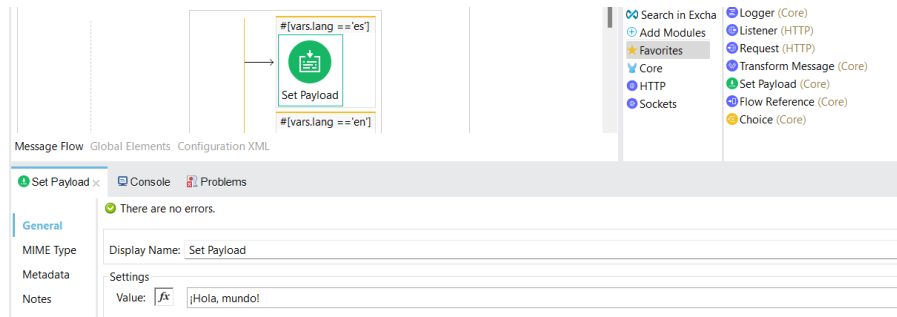 #[vars.lang =='es']
Set Payload
#[vars.lang =='en']
Search in Excha
Add Modules
Favorites
Core
HTTP
Sockets
Logger (Core)
Listener (HTTP)
Request (HTTP)
Transform Message (Core)
Set Payload (Core)
Flow Reference (Core)
Choice (Core)
Message Flow Global Elements Configuration XML
Set Payload Console Problems
General
MIME Type
Metadata
Notes
There are no errors.
Display Name: Set Payload
Settings
Value: fx ¡Hola, mundo!